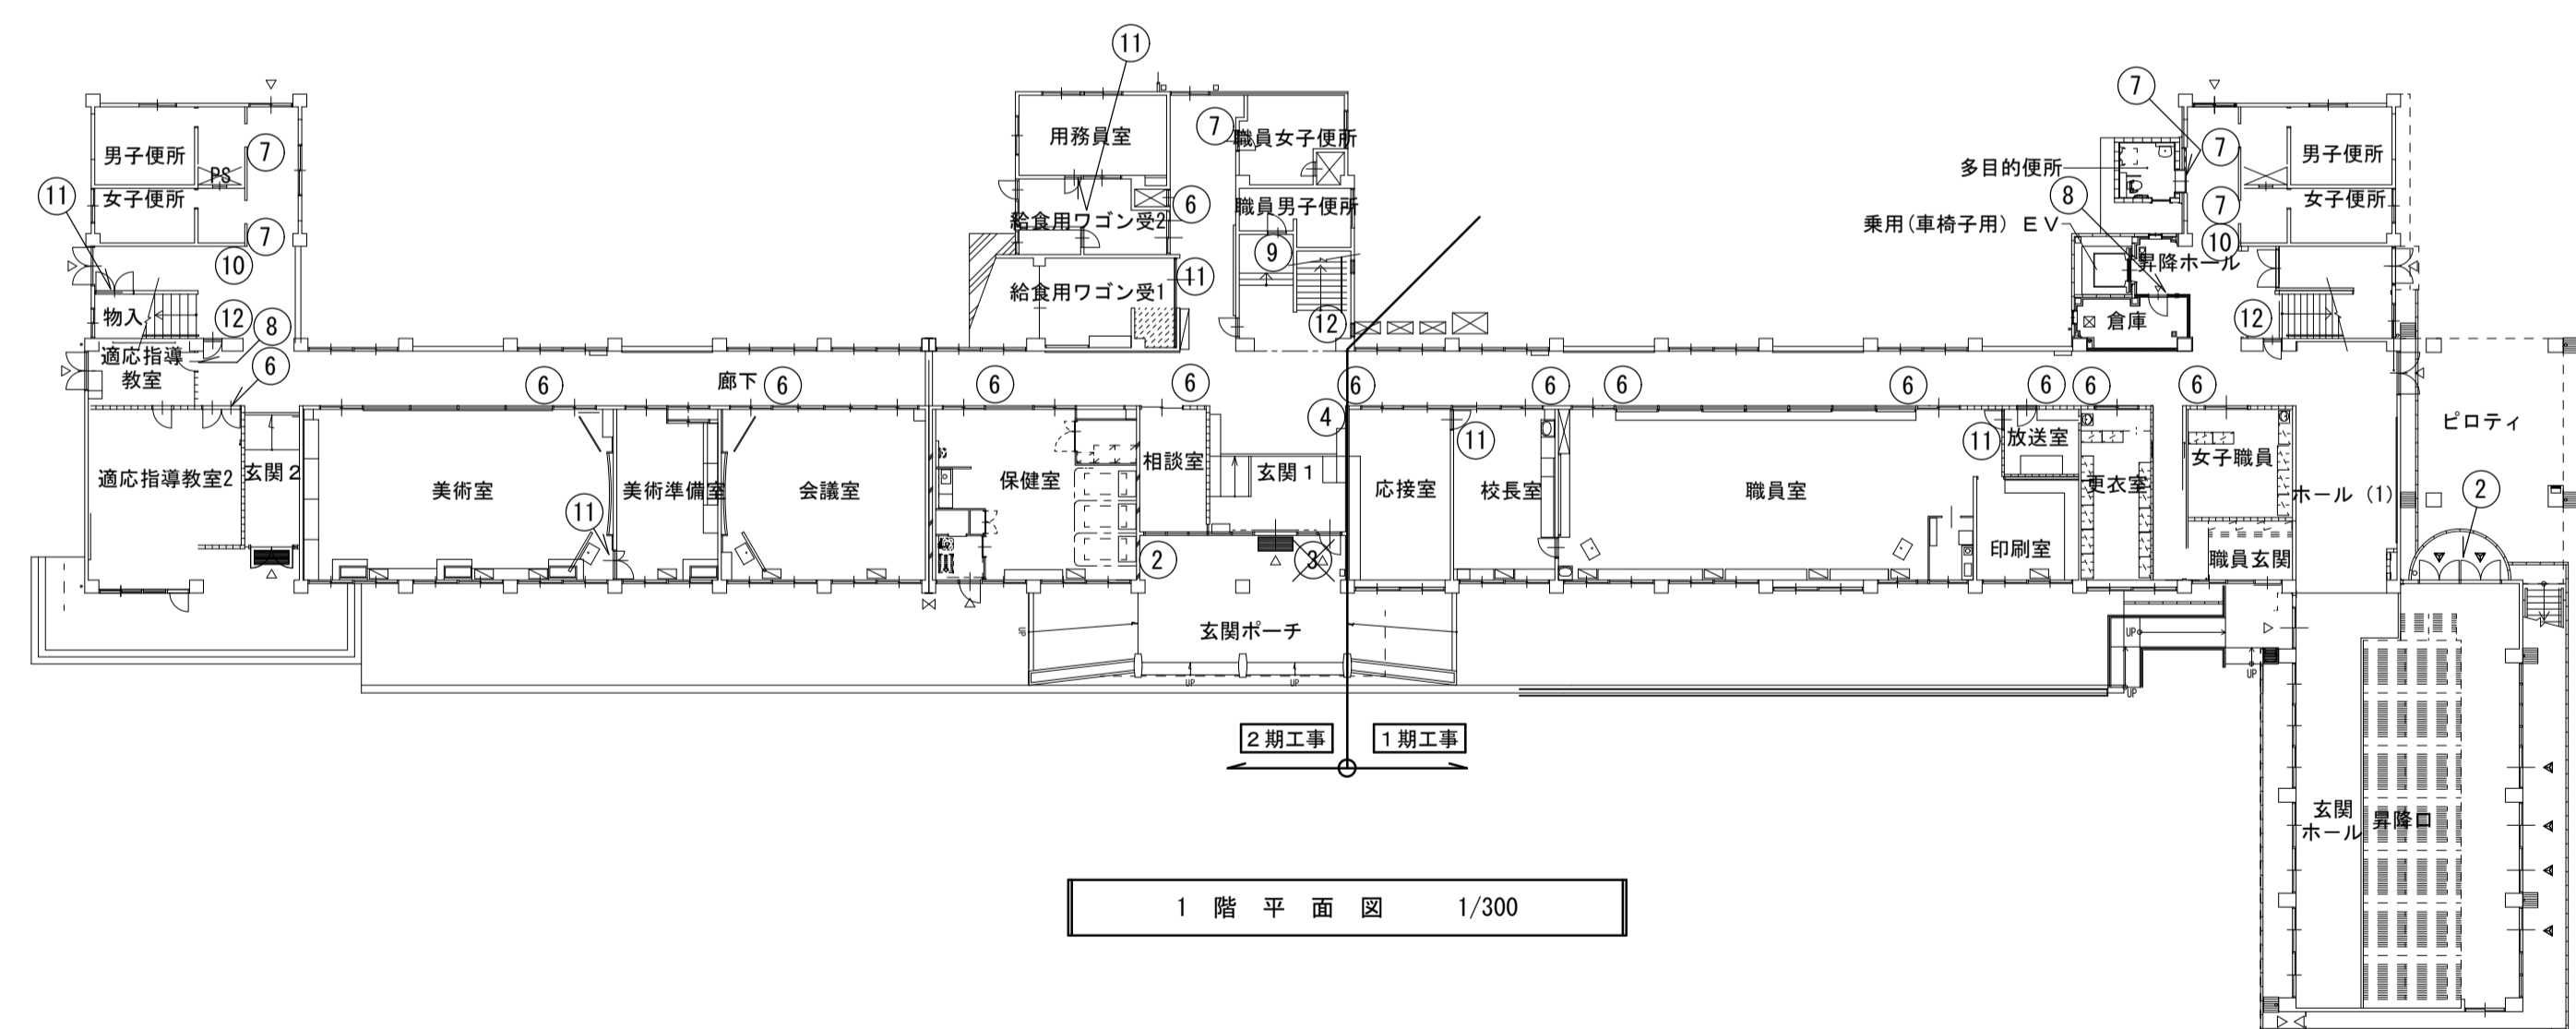 ⑪
⑦
男子便所
PS
⑪
女子便所
⑦
⑩
物入
⑫
⑧
適応指導
教室
⑥
適応指導教室2
玄関2
⑥
廊下
⑥
美術室
⑪
美術準備室
会議室
用務員室
⑦
職員女子便所
⑥
給食用ワゴン受2
職員男子便所
⑨
⑪
給食用ワゴン受1
⑫
⑥
⑥
④
保健室
相談室
玄関1
②
③
玄関ポーチ
UP
UP
UP
⑥
⑥
⑥
⑥
⑥
⑥
⑥
応接室
⑪
校長室
職員室
⑪
放送室
印刷室
更衣室
女子職員
職員玄関
ホール (1)
⑦
⑦
多目的便所
⑧
男子便所
⑦
女子便所
乗用(車椅子用) EV
⑩
昇降ホール
倉庫
⑫
ピロティ
②
UP
UP
UP
玄関
ホール
昇降口
2期工事
1期工事
1 階 平 面 図 1/300